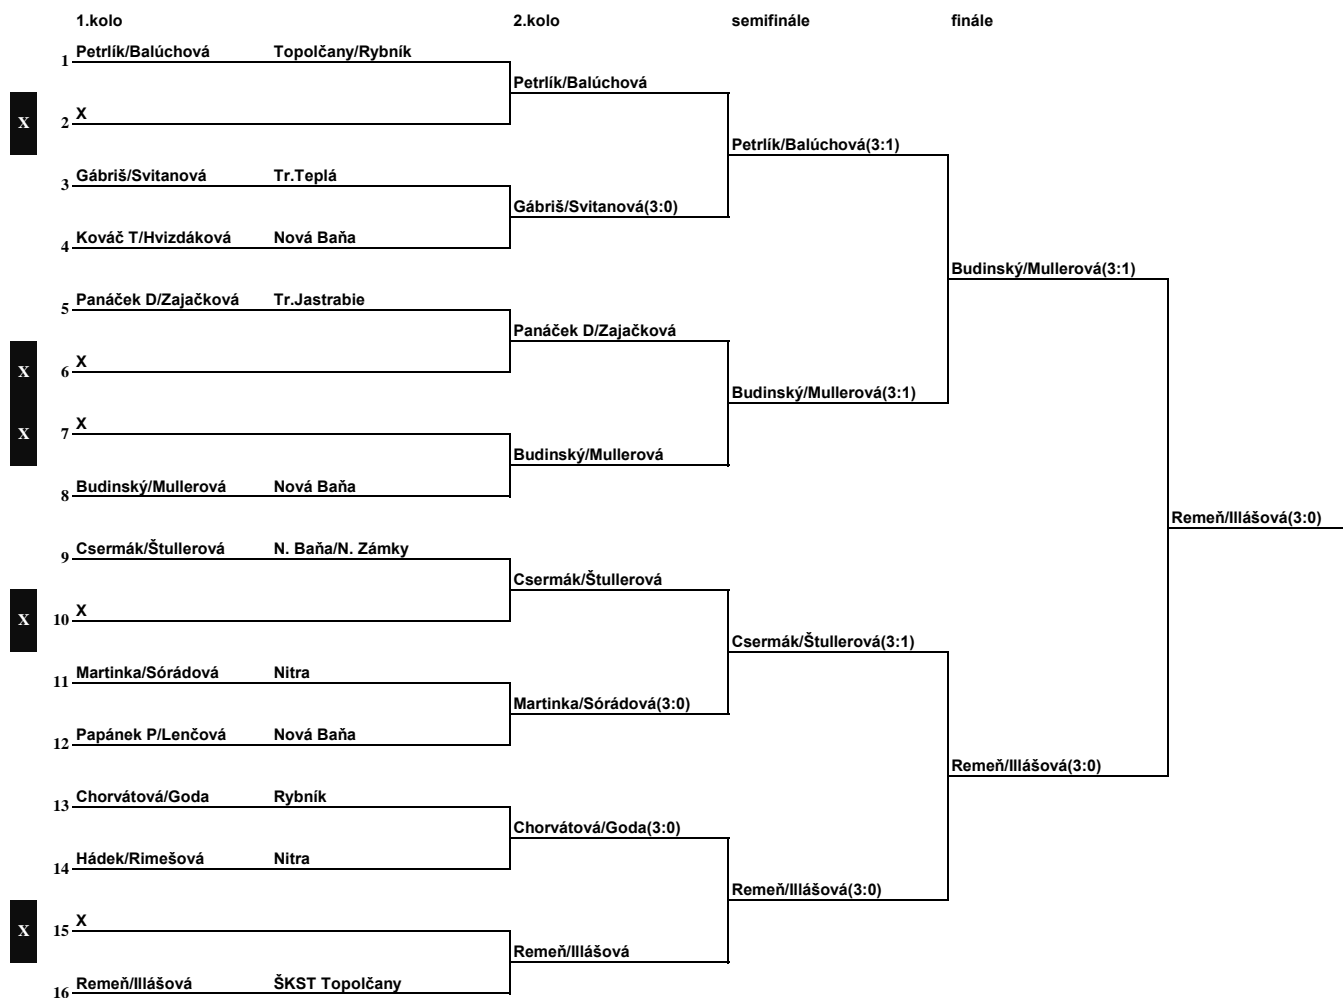 1.kolo 2.kolo semifinále finále
1 Petrlík/Balúchová Topolčany/Rybník
Petrlík/Balúchová
X 2 X
Petrlík/Balúchová(3:1)
3 Gábriš/Svitanová Tr.Teplá
Gábriš/Svitanová(3:0)
4 Kováč T/Hvizdáková Nová Baňa
Budinský/Mullerová(3:1)
5 Panáček D/Zajačková Tr.Jastrabie
Panáček D/Zajačková
X 6 X
Budinský/Mullerová(3:1)
X 7 X
Budinský/Mullerová
8 Budinský/Mullerová Nová Baňa
Remeň/Illášová(3:0)
9 Csermák/Štullerová N. Baňa/N. Zámky
Csermák/Štullerová
X 10 X
Csermák/Štullerová(3:1)
11 Martinka/Sórádová Nitra
Martinka/Sórádová(3:0)
12 Papánek P/Lenčová Nová Baňa
Remeň/Illášová(3:0)
13 Chorvátová/Goda Rybník
Chorvátová/Goda(3:0)
14 Hádek/Rimešová Nitra
Remeň/Illášová(3:0)
X 15 X
Remeň/Illášová
16 Remeň/Illášová ŠKST Topolčany